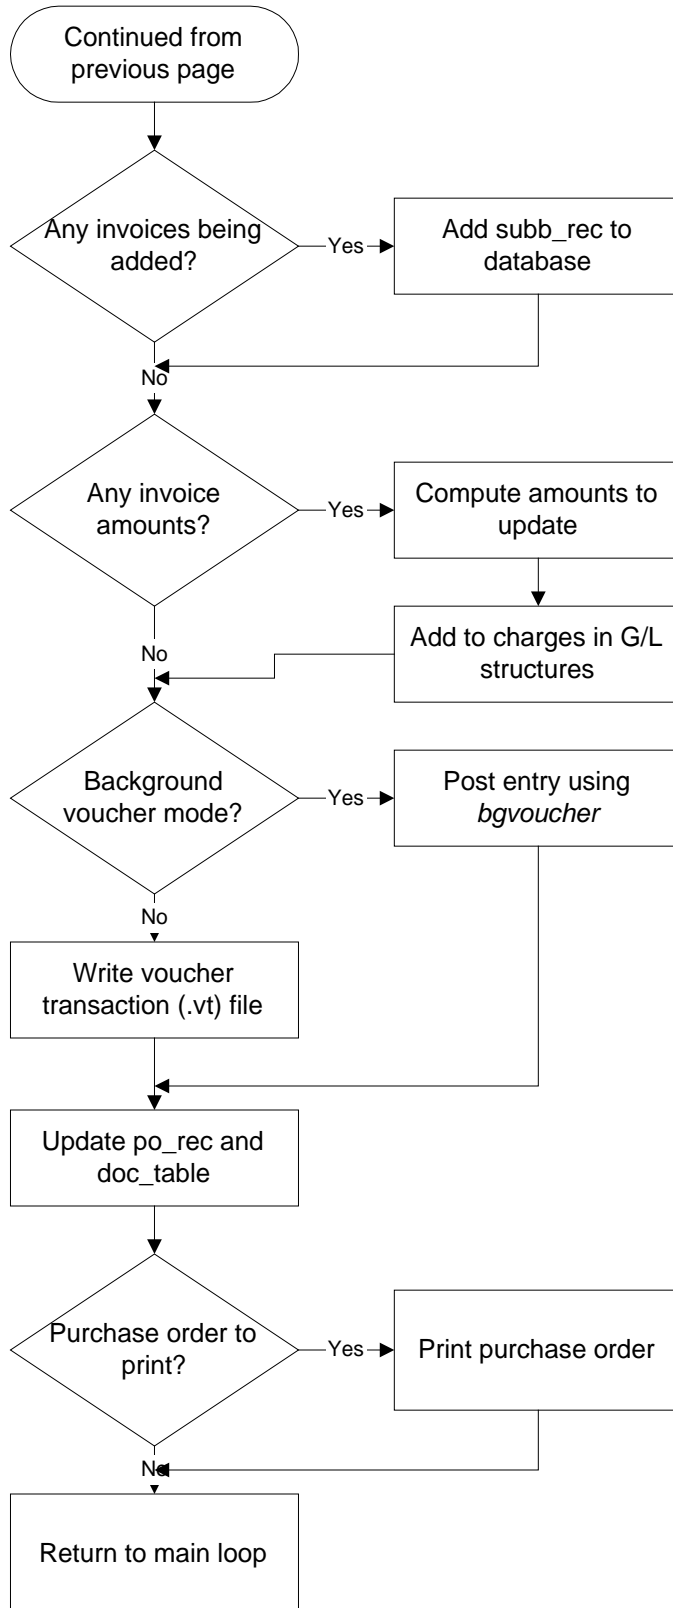 Continued from
previous page
Any invoices being
added?
Yes
Add subb_rec to
database
No
Any invoice
amounts?
Yes
Compute amounts to
update
Add to charges in G/L
structures
No
Background
voucher mode?
Yes
Post entry using
bgvoucher
No
Write voucher
transaction (.vt) file
Update po_rec and
doc_table
Purchase order to
print?
Yes
Print purchase order
No
Return to main loop